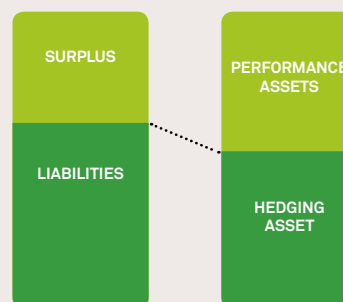 SURPLUS
LIABILITIES
PERFORMANCE
ASSETS
HEDGING
ASSET